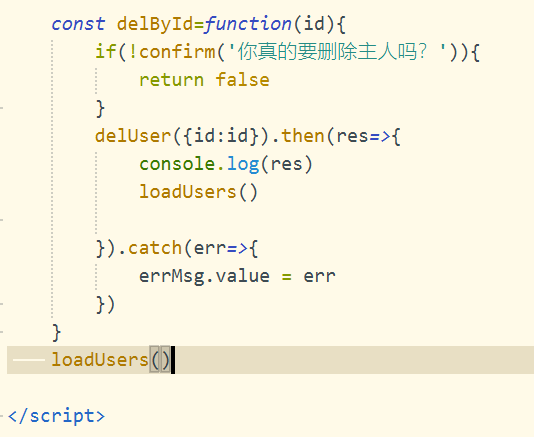 const delById=function(id){
if(!confirm('你真的要删除主人吗？')){
return false
}
delUser({id:id}).then(res=>{
console.log(res)
loadUsers()
}).catch(err=>{
errMsg.value = err
})
}
loadUsers()
</script>